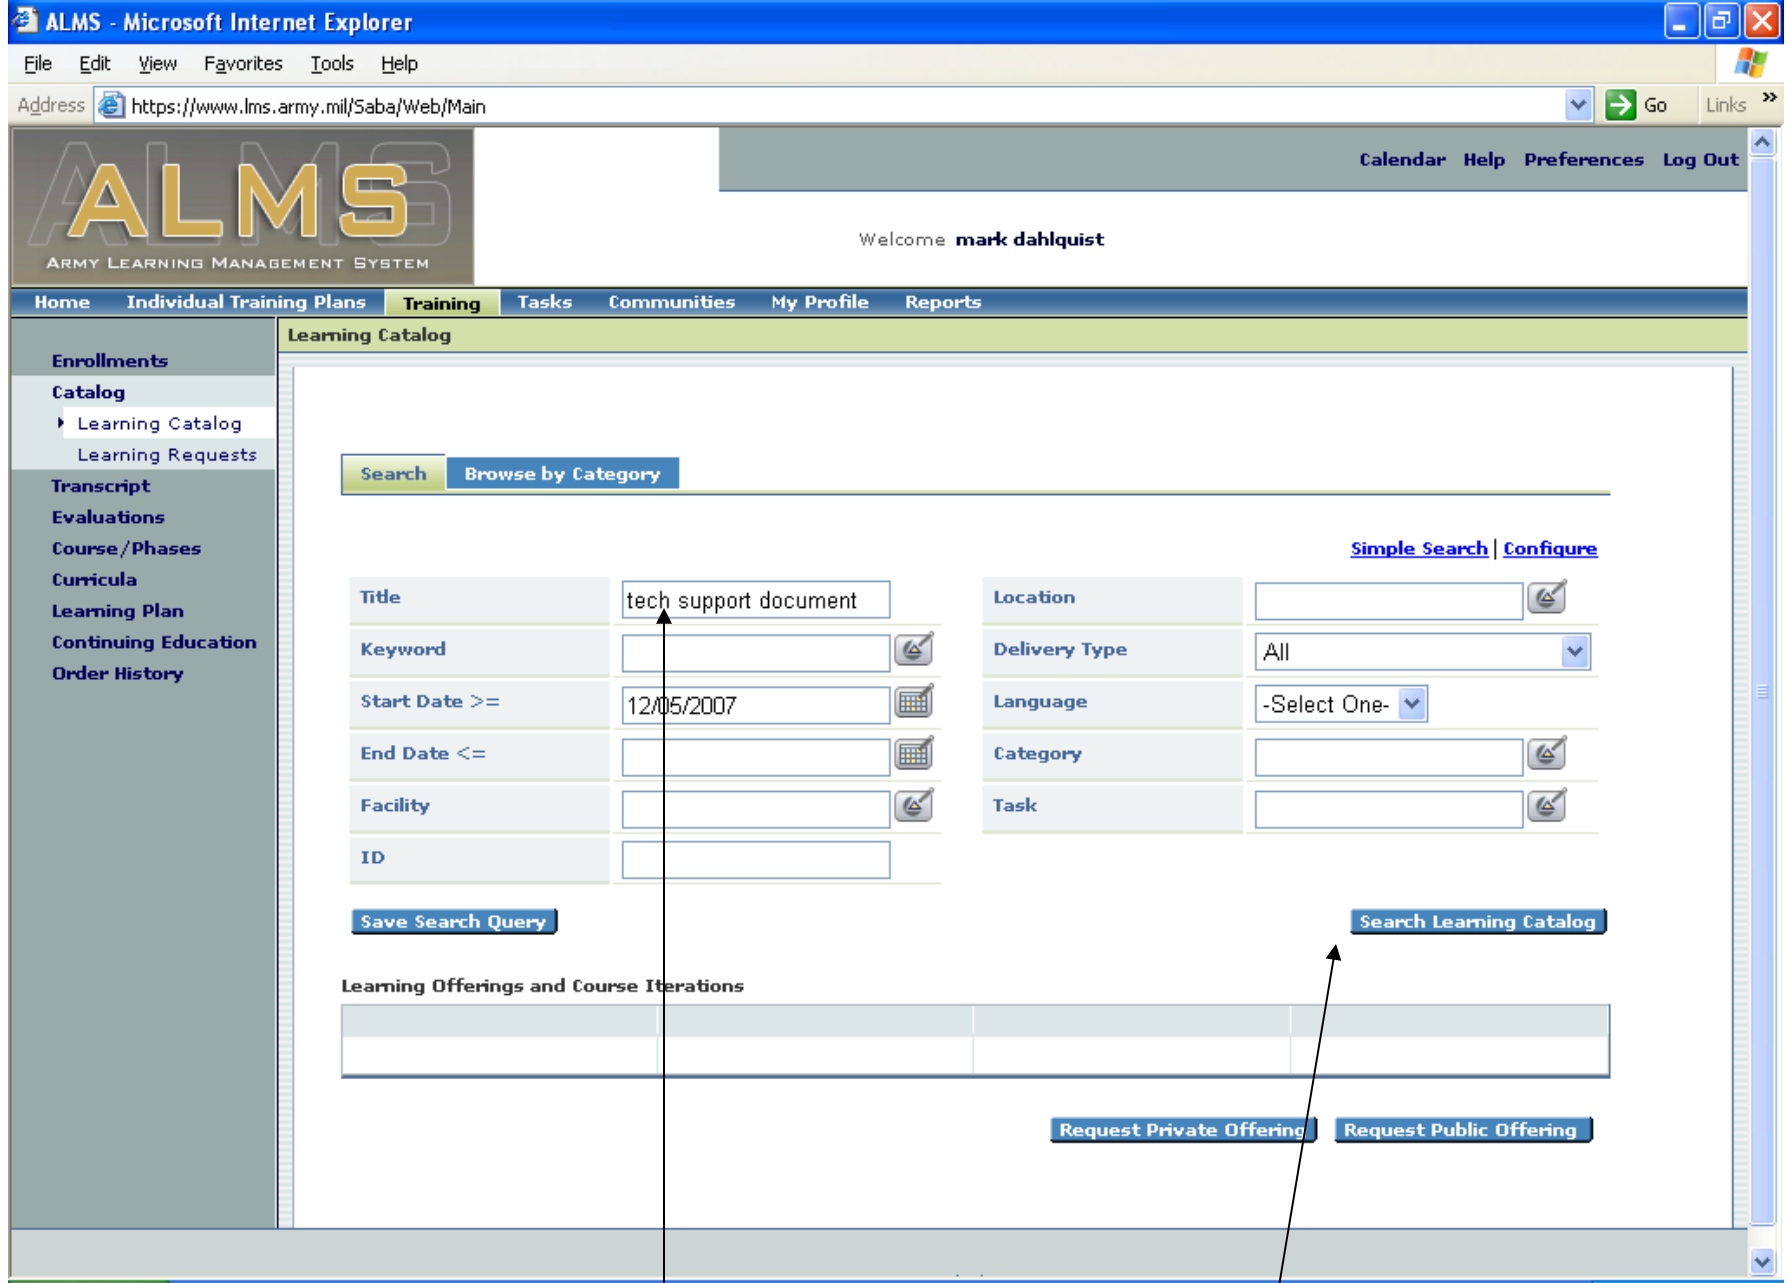 ALMS - Microsoft Internet Explorer
File Edit View Favorites Tools Help
Address https://www.lms.army.mil/Saba/Web/Main Go Links »
ALMS
ARMY LEARNING MANAGEMENT SYSTEM
Calendar Help Preferences Log Out
Welcome mark dahlquist
Home Individual Training Plans Training Tasks Communities My Profile Reports
Learning Catalog
Enrollments
Catalog
Learning Catalog
Learning Requests
Transcript
Evaluations
Course/Phases
Curricula
Learning Plan
Continuing Education
Order History
Search Browse by Category
Simple Search | Configure
Title tech support document Location
Keyword Delivery Type All
Start Date >= 12/05/2007 Language -Select One-
End Date <= Category
Facility Task
ID
Save Search Query Search Learning Catalog
Learning Offerings and Course Iterations
Request Private Offering Request Public Offering